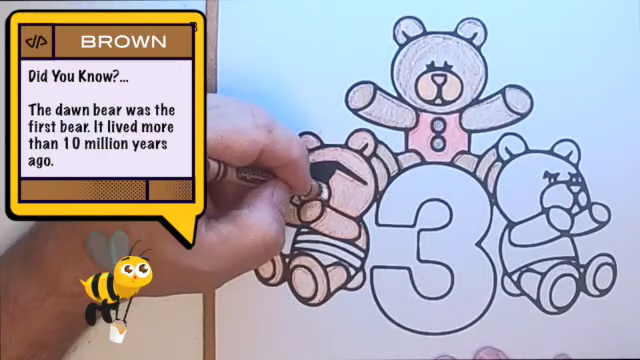 </> BROWN
Did You Know?...
The dawn bear was the
first bear. It lived more
than 10 million years
ago.
3